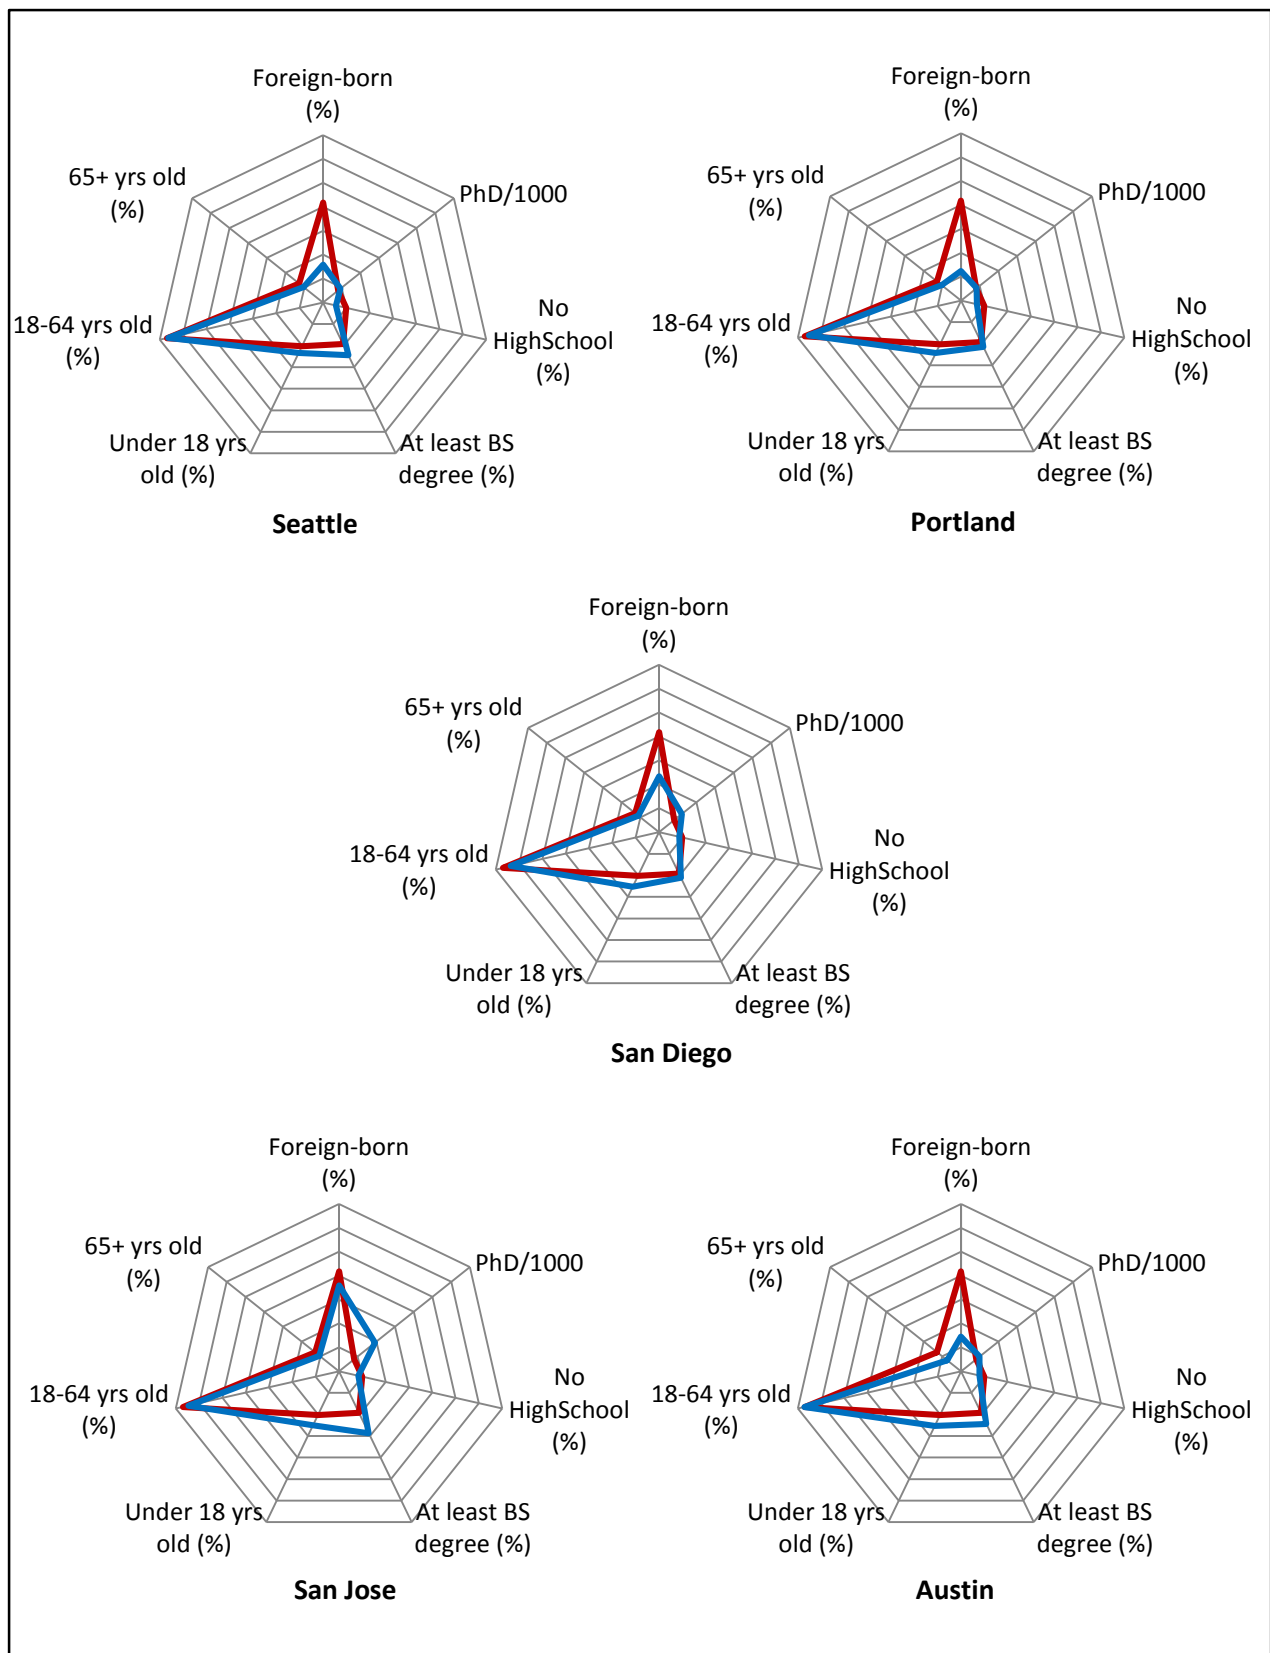 Foreign-born
(%)
PhD/1000
No
HighSchool
(%)
At least BS
degree (%)
Under 18 yrs
old (%)
18-64 yrs old
(%)
65+ yrs old
(%)
Seattle
Foreign-born
(%)
PhD/1000
No
HighSchool
(%)
At least BS
degree (%)
Under 18 yrs
old (%)
18-64 yrs old
(%)
65+ yrs old
(%)
Portland
Foreign-born
(%)
PhD/1000
No
HighSchool
(%)
At least BS
degree (%)
Under 18 yrs
old (%)
18-64 yrs old
(%)
65+ yrs old
(%)
San Diego
Foreign-born
(%)
PhD/1000
No
HighSchool
(%)
At least BS
degree (%)
Under 18 yrs
old (%)
18-64 yrs old
(%)
65+ yrs old
(%)
San Jose
Foreign-born
(%)
PhD/1000
No
HighSchool
(%)
At least BS
degree (%)
Under 18 yrs
old (%)
18-64 yrs old
(%)
65+ yrs old
(%)
Austin